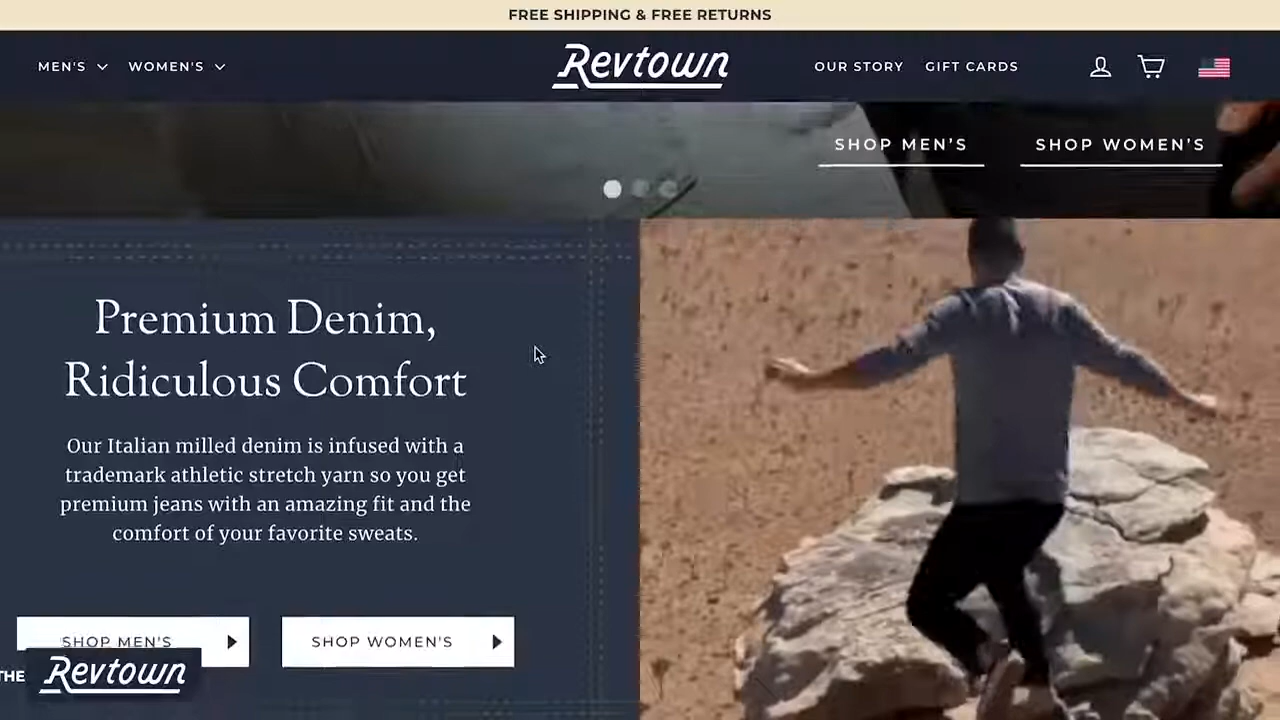 FREE SHIPPING & FREE RETURNS
MEN'S
WOMEN'S
Revtown
OUR STORY
GIFT CARDS
SHOP MEN'S
SHOP WOMEN'S
Premium Denim,
Ridiculous Comfort
Our Italian milled denim is infused with a
trademark athletic stretch yarn so you get
premium jeans with an amazing fit and the
comfort of your favorite sweats.
SHOP MEN'S
SHOP WOMEN'S
THE Revtown